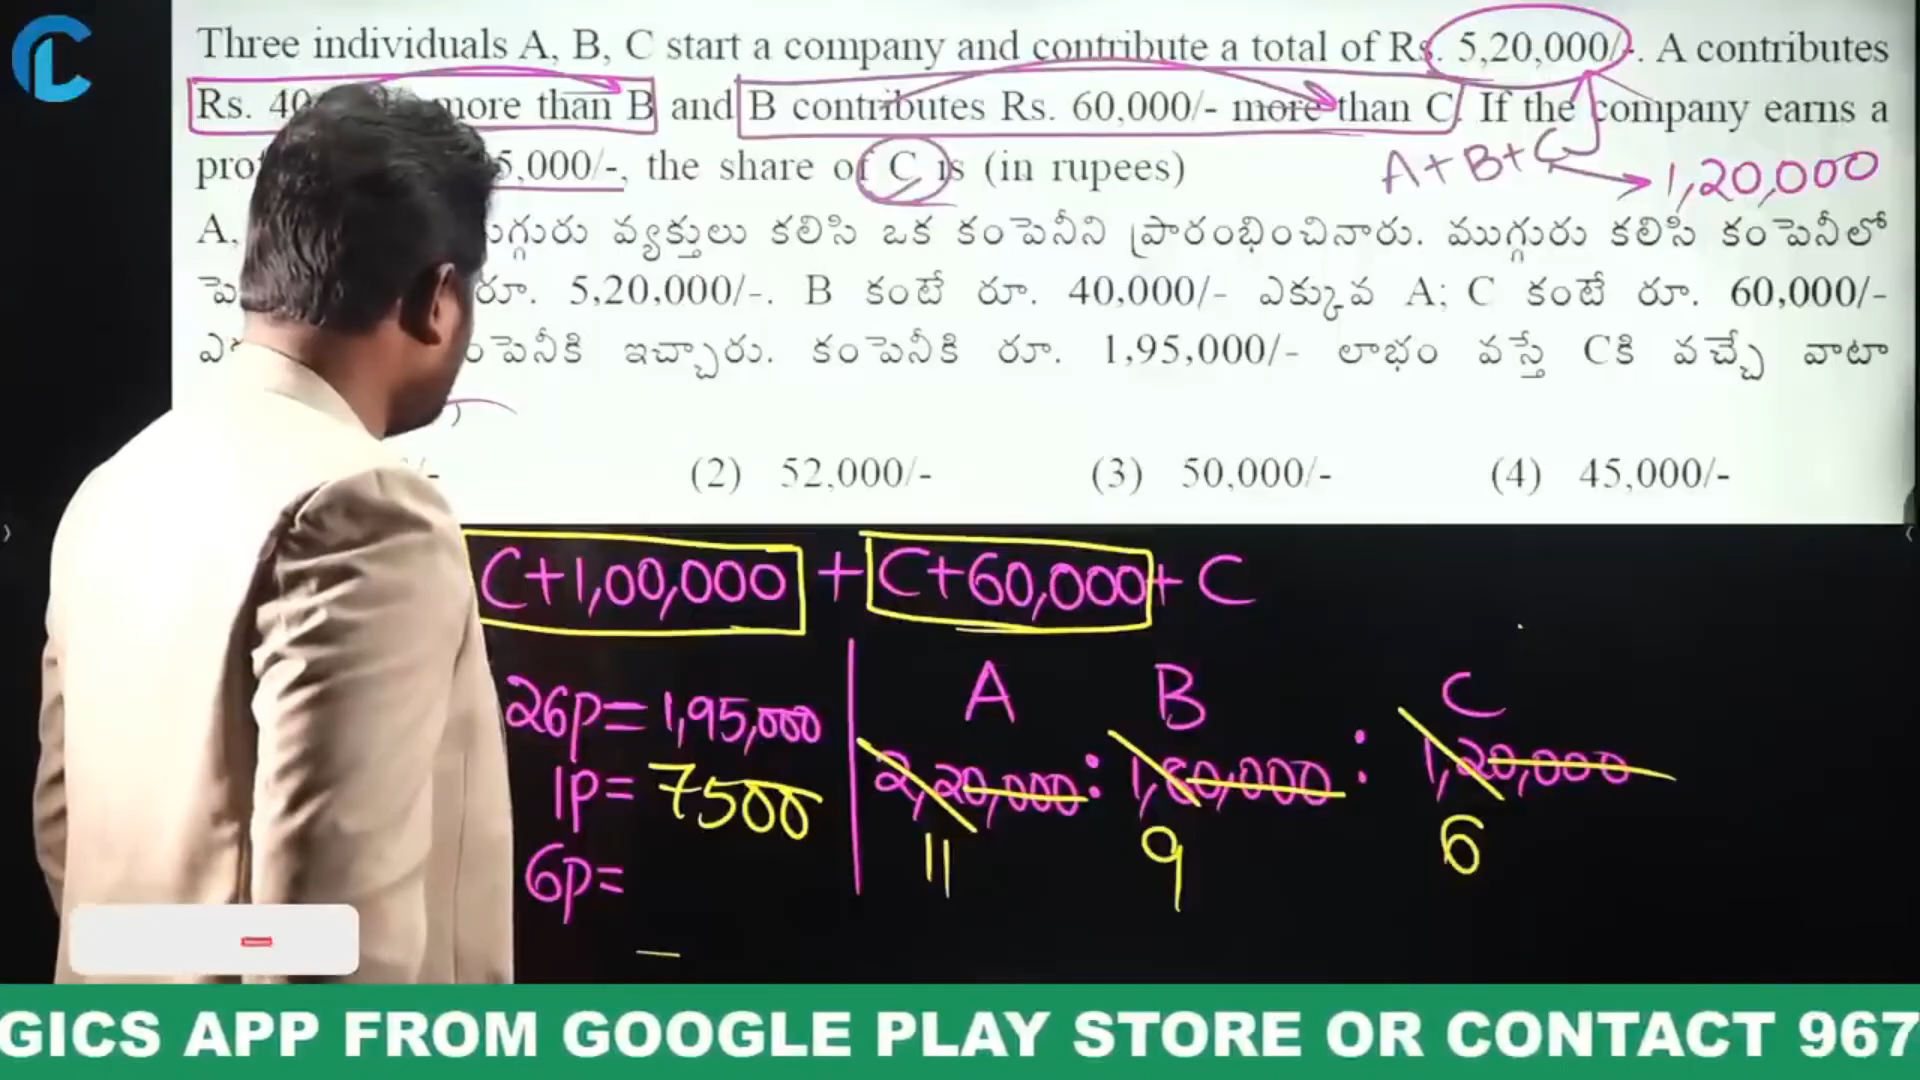 Three individuals A, B, C start a company and contribute a total of Rs. 5,20,000/-. A contributes
Rs. 40 more than B and B contributes Rs. 60,000/- more than C. If the company earns a
pro 5,000/-, the share of C is (in rupees)
A+B+C
1,20,000
A, ముగ్గురు వ్యక్తులు కలిసి ఒక కంపెనీని ప్రారంభించినారు. ముగ్గురు కలిసి కంపెనీలో
పె రూ. 5,20,000/-. B కంటే రూ. 40,000/- ఎక్కువ A; C కంటే రూ. 60,000/-
ఎ కంపెనీకి ఇచ్చారు. కంపెనీకి రూ. 1,95,000/- లాభం వస్తే Cకి వచ్చే వాటా
)
/- (2) 52,000/- (3) 50,000/- (4) 45,000/-
C+1,00,000 + C+60,000 + C
A B C
26p= 1,95,000
2,20,000 : 1,80,000 : 1,20,000
1p= 7500
11 9 6
6p=
GICS APP FROM GOOGLE PLAY STORE OR CONTACT 967